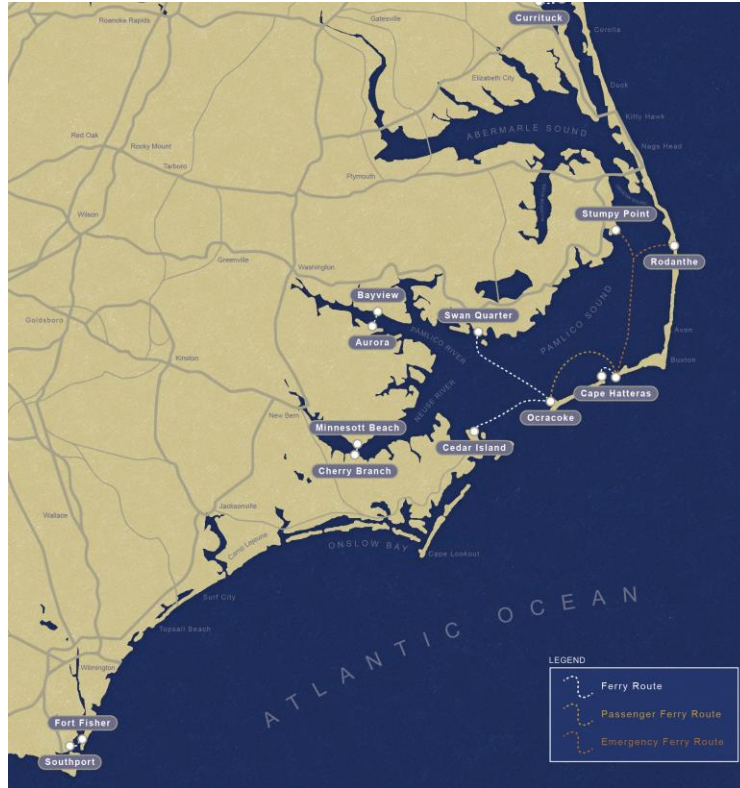 Roanoke Rapids
Gatesville
Currituck
Corolla
Elizabeth City
Duck
Red Oak
Rocky Mount
ABERMARLE SOUND
Kitty Hawk
Nags Head
Tarboro
Plymouth
Stumpy Point
Wilson
Greenville
Washington
Rodanthe
Bayview
Swan Quarter
PAMLICO SOUND
Goldsboro
Aurora
PAMLICO RIVER
Avon
Kinston
Buxton
Cape Hatteras
NEUSE RIVER
New Bern
Ocracoke
Minnesott Beach
Cedar Island
Cherry Branch
Jacksonville
Wallace
Camp Lejeune
ONSLOW BAY
Cape Lookout
Surf City
Topsail Beach
ATLANTIC OCEAN
Wilmington
LEGEND
Ferry Route
Passenger Ferry Route
Emergency Ferry Route
Fort Fisher
Southport